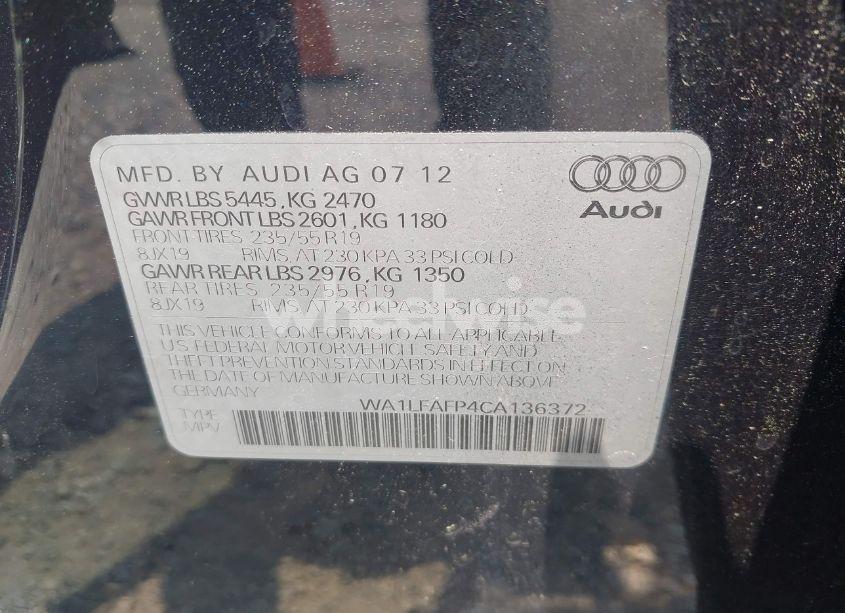 MFD. BY AUDI AG 07 12
GVWR LBS 5445, KG 2470
GAWR FRONT LBS 2601, KG 1180
FRONT TIRES 235/55 R19
8JX19 RIMS, AT 230 KPA 33 PSI COLD
GAWR REAR LBS 2976, KG 1350
REAR TIRES 235/55 R19
8JX19 RIMS, AT 230 KPA 33 PSI COLD
THIS VEHICLE CONFORMS TO ALL APPLICABLE
U.S FEDERAL MOTOR VEHICLE SAFETY AND
THEFT PREVENTION STANDARDS IN EFFECT ON
THE DATE OF MANUFACTURE SHOWN ABOVE
GERMANY WA1LFAFP4CA136372
TYPE
MPV
Audi
wheelwise